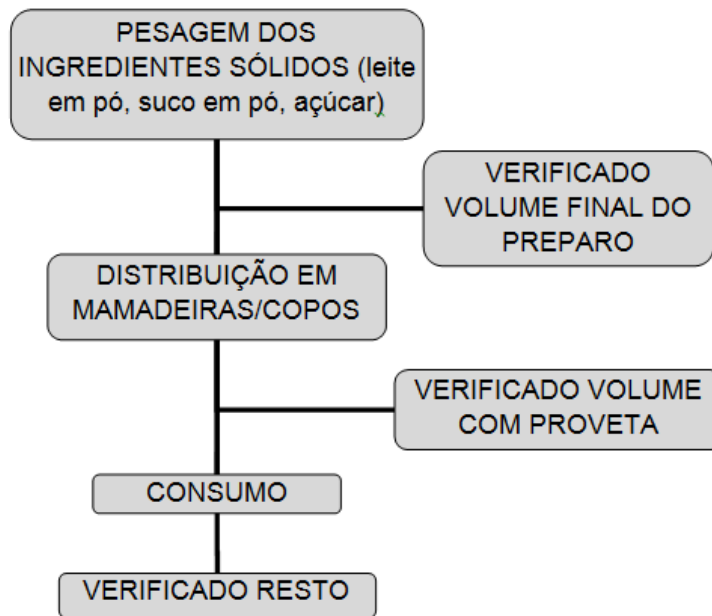 PESAGEM DOS
INGREDIENTES SÓLIDOS (leite
em pó, suco em pó, açúcar)
VERIFICADO
VOLUME FINAL DO
PREPARO
DISTRIBUIÇÃO EM
MAMADEIRAS/COPOS
VERIFICADO VOLUME
COM PROVETA
CONSUMO
VERIFICADO RESTO